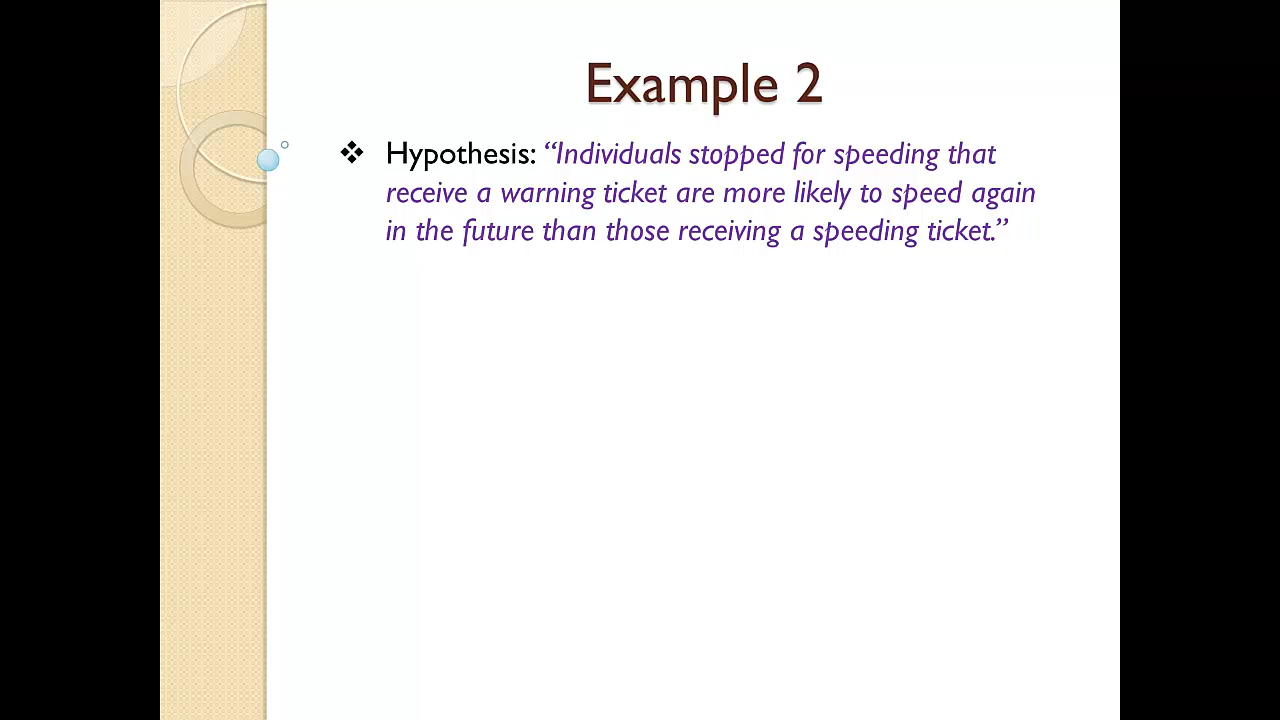 Example 2
❖ Hypothesis: “Individuals stopped for speeding that
receive a warning ticket are more likely to speed again
in the future than those receiving a speeding ticket.”